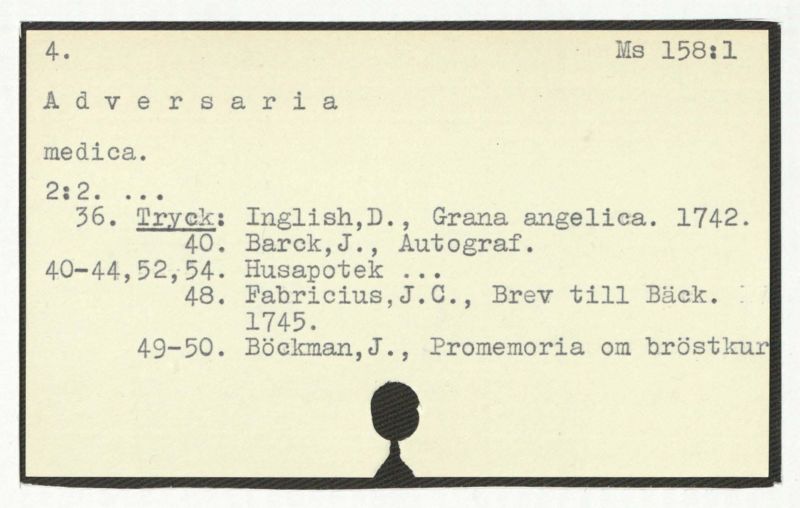 4. Ms 158:1
A d v e r s a r i a
medica.
2:2. ...
36. Tryck: Inglish,D., Grana angelica. 1742.
40. Barck,J., Autograf.
40-44,52,54. Husapotek ...
48. Fabricius,J.C., Brev till Bäck.
1745.
49-50. Böckman,J., Promemoria om bröstkur